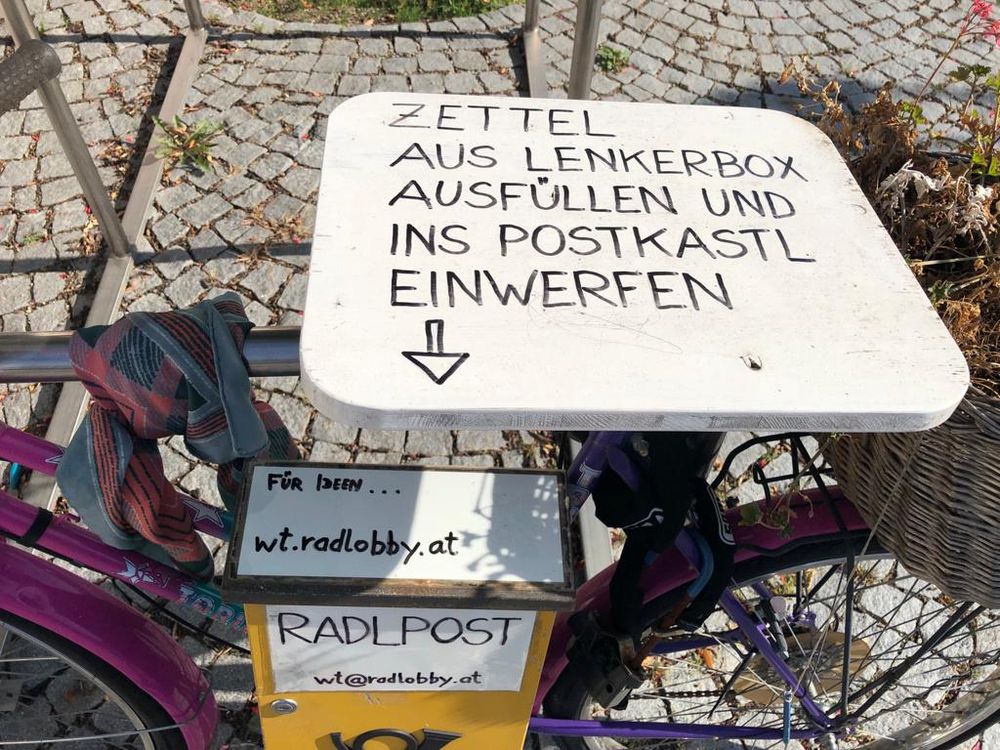 ZETTEL
AUS LENKERBOX
AUSFÜLLEN UND
INS POSTKASTL
EINWERFEN
FÜR IDEEN...
wt.radlobby.at
RADLPOST
wt@radlobby.at